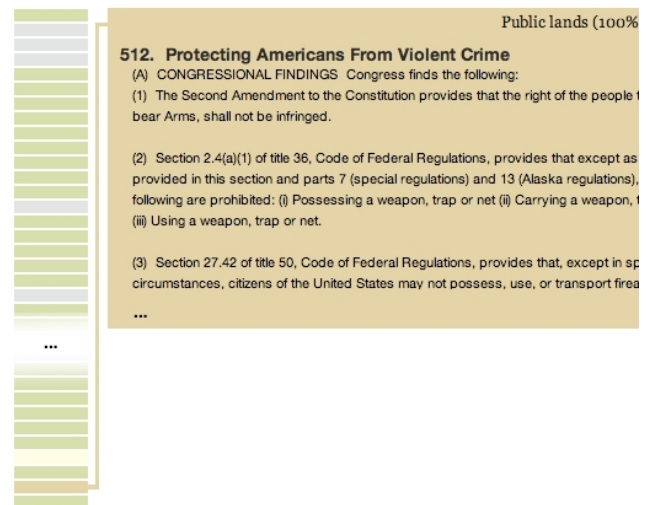 Public lands (100%
512. Protecting Americans From Violent Crime
(A) CONGRESSIONAL FINDINGS Congress finds the following:
(1) The Second Amendment to the Constitution provides that the right of the people
bear Arms, shall not be infringed.
(2) Section 2.4(a)(1) of title 36, Code of Federal Regulations, provides that except as
provided in this section and parts 7 (special regulations) and 13 (Alaska regulations),
following are prohibited: (i) Possessing a weapon, trap or net (ii) Carrying a weapon,
(iii) Using a weapon, trap or net.
(3) Section 27.42 of title 50, Code of Federal Regulations, provides that, except in sp
circumstances, citizens of the United States may not possess, use, or transport firea
...
...